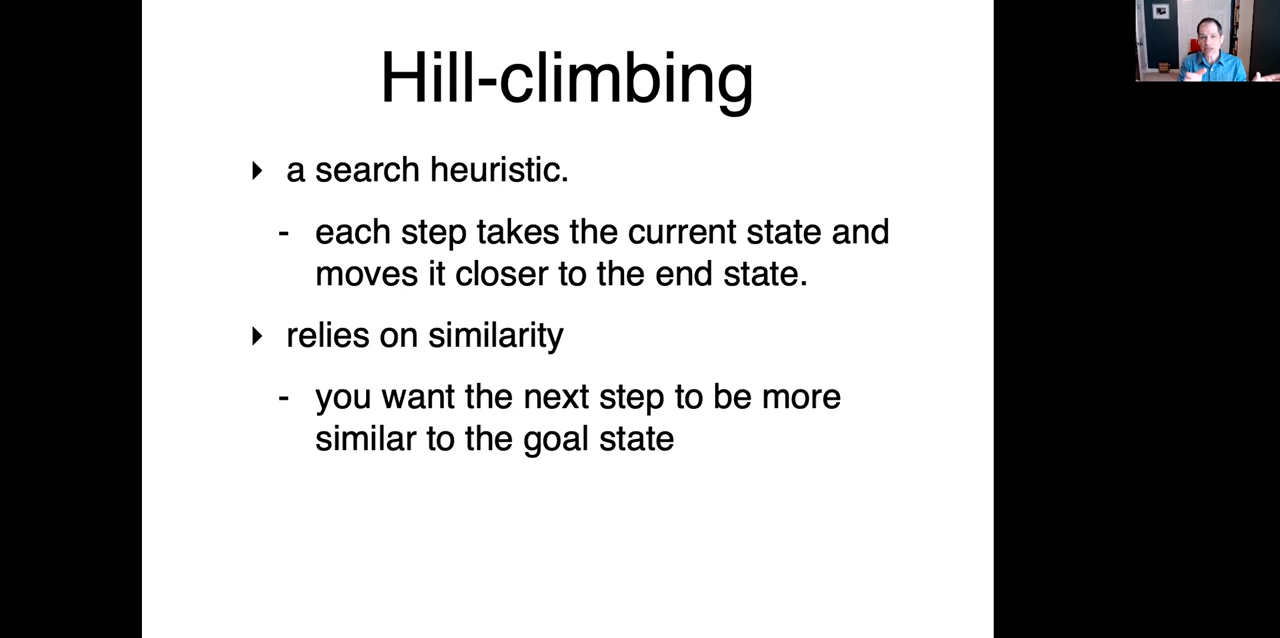 Hill-climbing
‣ a search heuristic.
- each step takes the current state and
moves it closer to the end state.
‣ relies on similarity
- you want the next step to be more
similar to the goal state